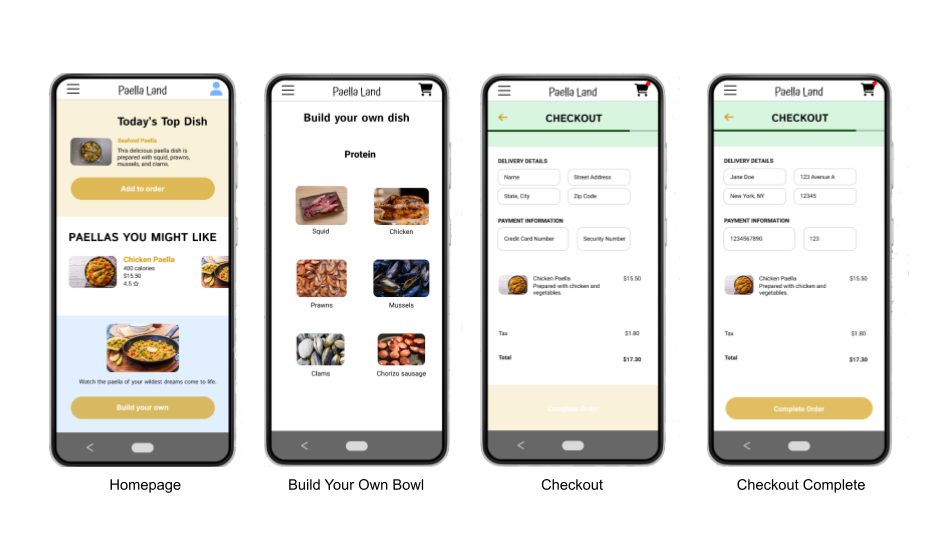 Paella Land
Today's Top Dish
Seafood Paella
This delicious paella dish is
prepared with squid, prawns,
mussels, and clams.
Add to order
PAELLAS YOU MIGHT LIKE
Chicken Paella
400 calories
$15.50
4.5 ☆
Watch the paella of your wildest dreams come to life.
Build your own
Homepage
Paella Land
Build your own dish
Protein
Squid
Chicken
Prawns
Mussels
Clams
Chorizo sausage
Build Your Own Bowl
Paella Land
CHECKOUT
DELIVERY DETAILS
Name
Street Address
State, City
Zip Code
PAYMENT INFORMATION
Credit Card Number
Security Number
Chicken Paella
$15.50
Prepared with chicken and
vegetables.
Tax
$1.80
Total
$17.30
Complete Order
Checkout
Paella Land
CHECKOUT
DELIVERY DETAILS
Jane Doe
123 Avenue A
New York, NY
12345
PAYMENT INFORMATION
1234567890
123
Chicken Paella
$15.50
Prepared with chicken and
vegetables.
Tax
$1.80
Total
$17.30
Complete Order
Checkout Complete